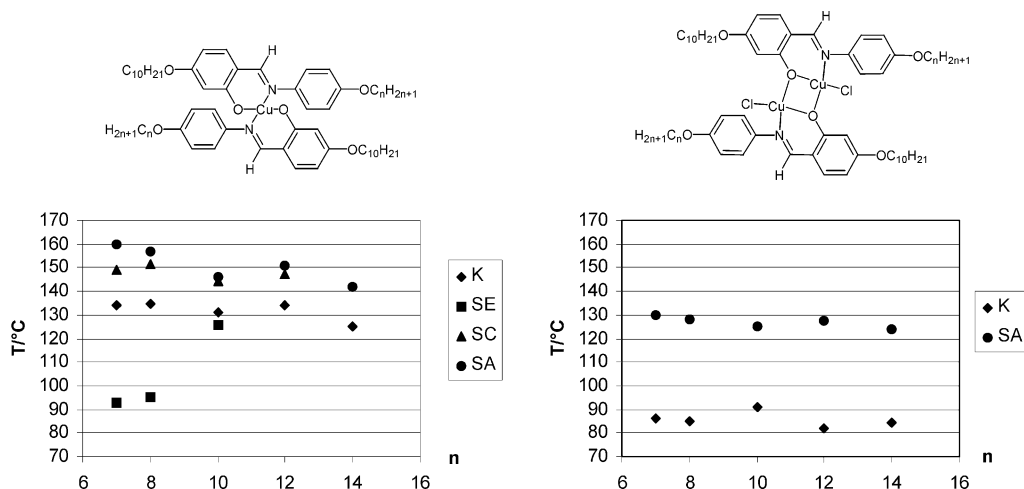 H
C10H21O
N
OCnH2n+1
O
Cu
O
N
H2n+1CnO
OC10H21
H
170
160
150
140
130
120
110
100
90
80
70
T/°C
6
8
10
12
14
16
n
K
SE
SC
SA
H
C10H21O
N
OCnH2n+1
O
Cu
Cl
Cl
Cu
O
H2n+1CnO
N
OC10H21
H
170
160
150
140
130
120
110
100
90
80
70
T/°C
6
8
10
12
14
16
n
K
SA